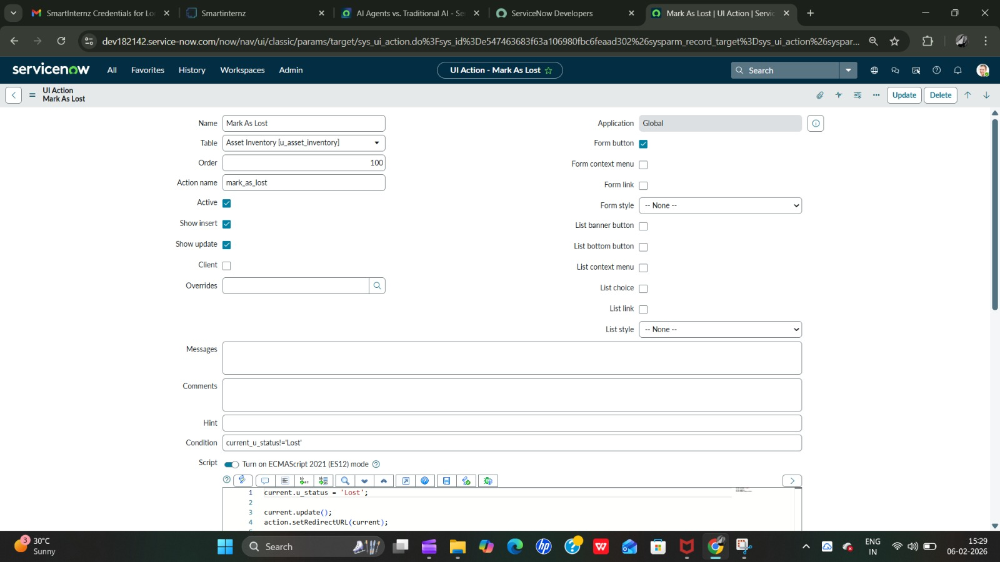 SmartInternz Credentials for Lo
Smartinternz
AI Agents vs. Traditional AI - Se
ServiceNow Developers
Mark As Lost | UI Action | Servic
dev182142.service-now.com/now/nav/ui/classic/params/target/sys_ui_action.do%3Fsys_id%3De547463683f63a106980fbc6feaad302%26sysparm_record_target%3Dsys_ui_action%26syspar...
servicenow
All
Favorites
History
Workspaces
Admin
UI Action - Mark As Lost
Search
UI Action
Mark As Lost
Update
Delete
Name
Mark As Lost
Application
Global
Table
Asset Inventory [u_asset_inventory]
Form button
Order
100
Form context menu
Action name
mark_as_lost
Form link
Active
Form style
-- None --
Show insert
List banner button
Show update
List bottom button
Client
List context menu
Overrides
List choice
List link
List style
-- None --
Messages
Comments
Hint
Condition
current_u_status!='Lost'
Script
Turn on ECMAScript 2021 (ES12) mode
1 current.u_status = 'Lost';
2
3 current.update();
4 action.setRedirectURL(current);
3
30°C
Sunny
Search
ENG
IN
15:29
06-02-2026